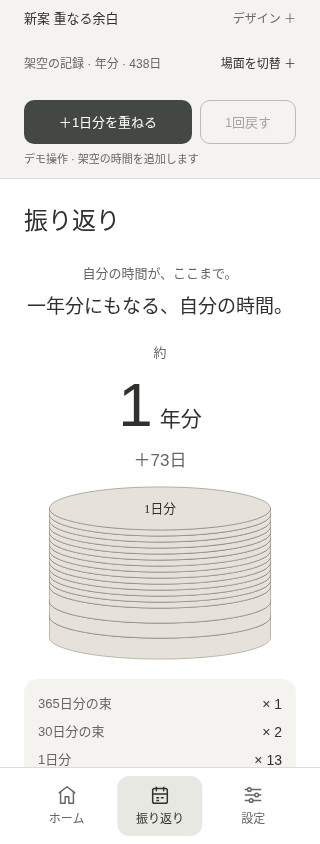 新案 重なる余白
デザイン ＋
架空の記録 · 年分 · 438日
場面を切替 ＋
＋1日分を重ねる
1回戻す
デモ操作 · 架空の時間を追加します
振り返り
自分の時間が、ここまで。
一年分にもなる、自分の時間。
約
1 年分
＋73日
1日分
365日分の束 × 1
30日分の束 × 2
1日分 × 13
ホーム
振り返り
設定